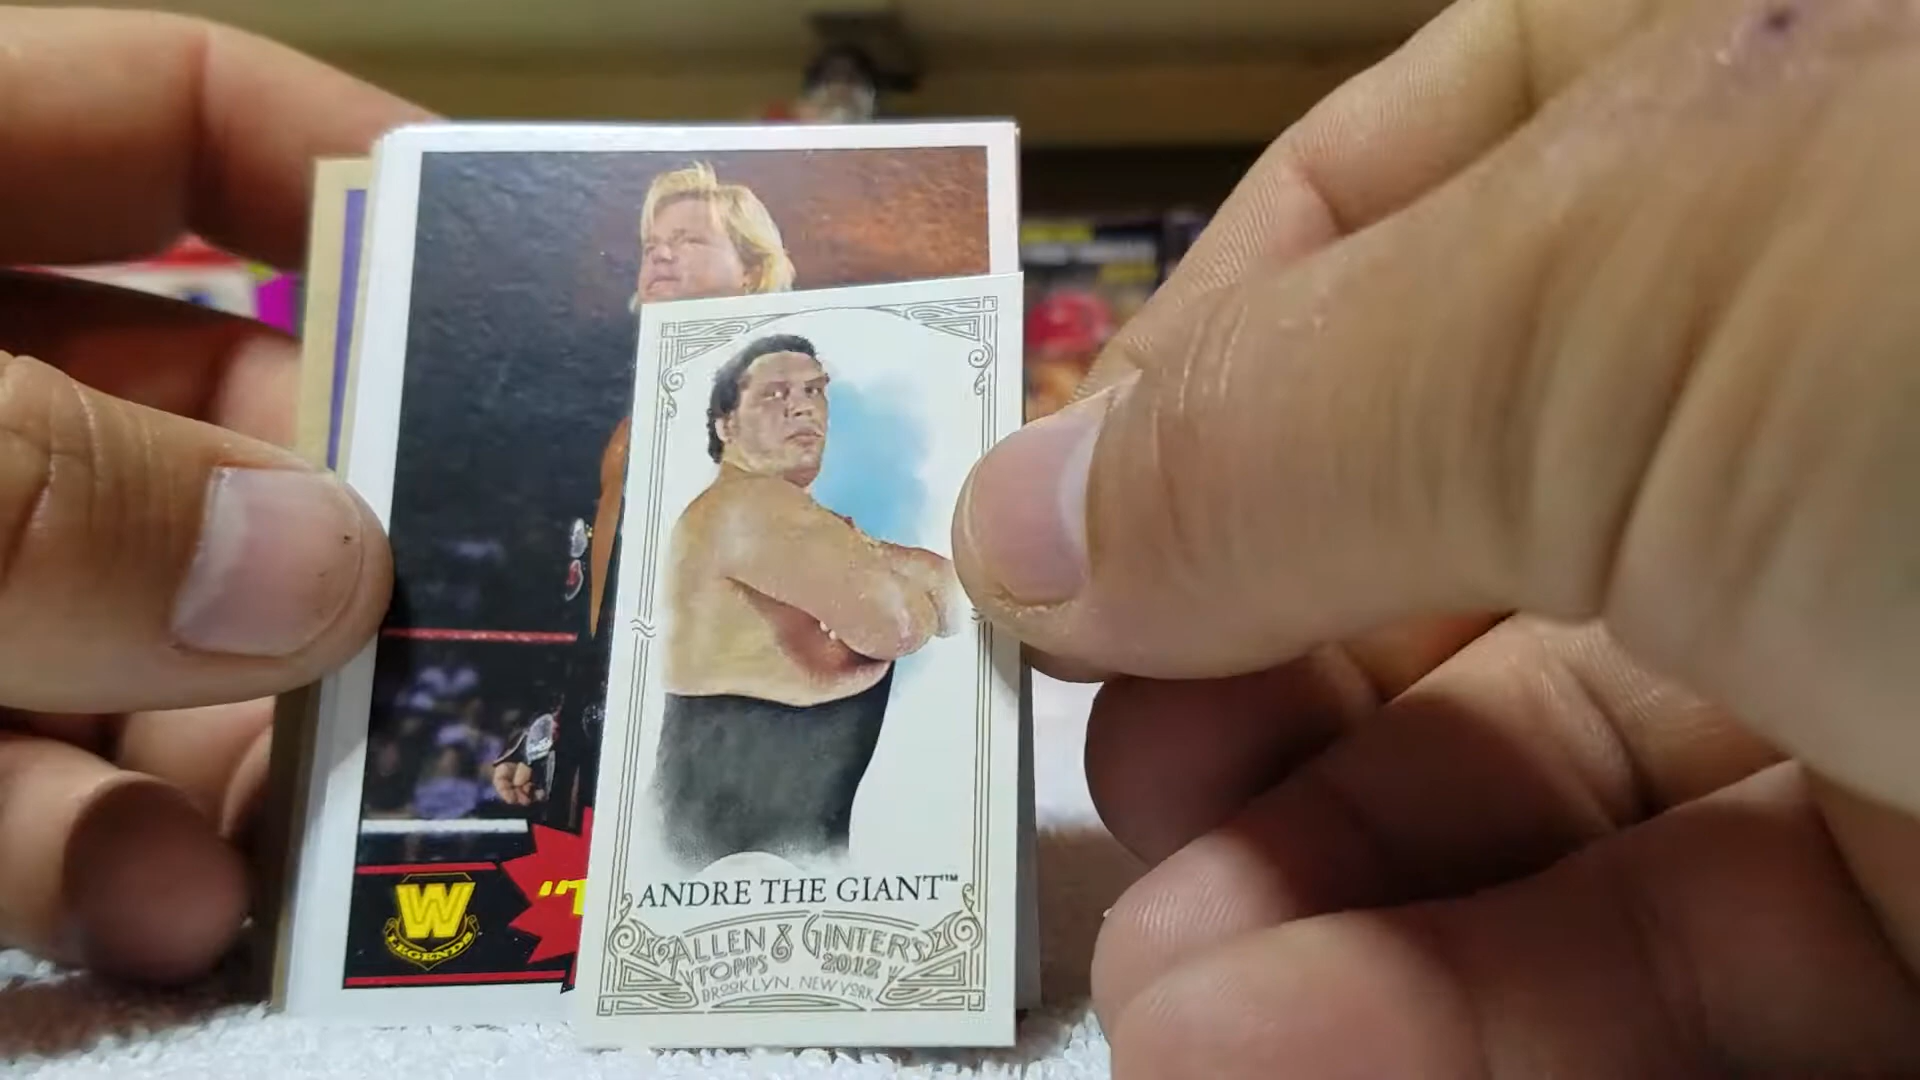 W
LEGENDS
"T
ANDRE THE GIANT™
ALLEN & GINTER'S
TOPPS 2012
BROOKLYN, NEW YORK